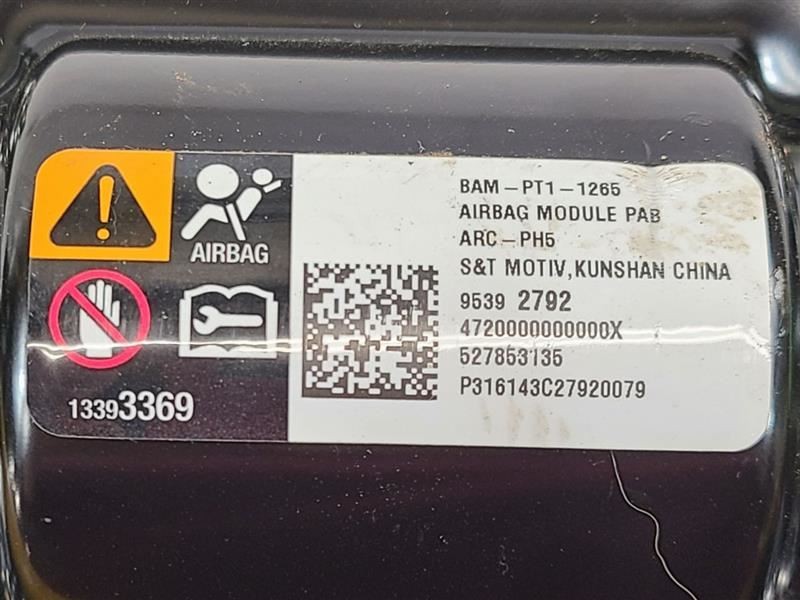 AIRBAG
13393369
BAM-PT1-1265
AIRBAG MODULE PAB
ARC-PH5
S&T MOTIV,KUNSHAN CHINA
9539 2792
4720000000000X
527853135
P316143C27920079